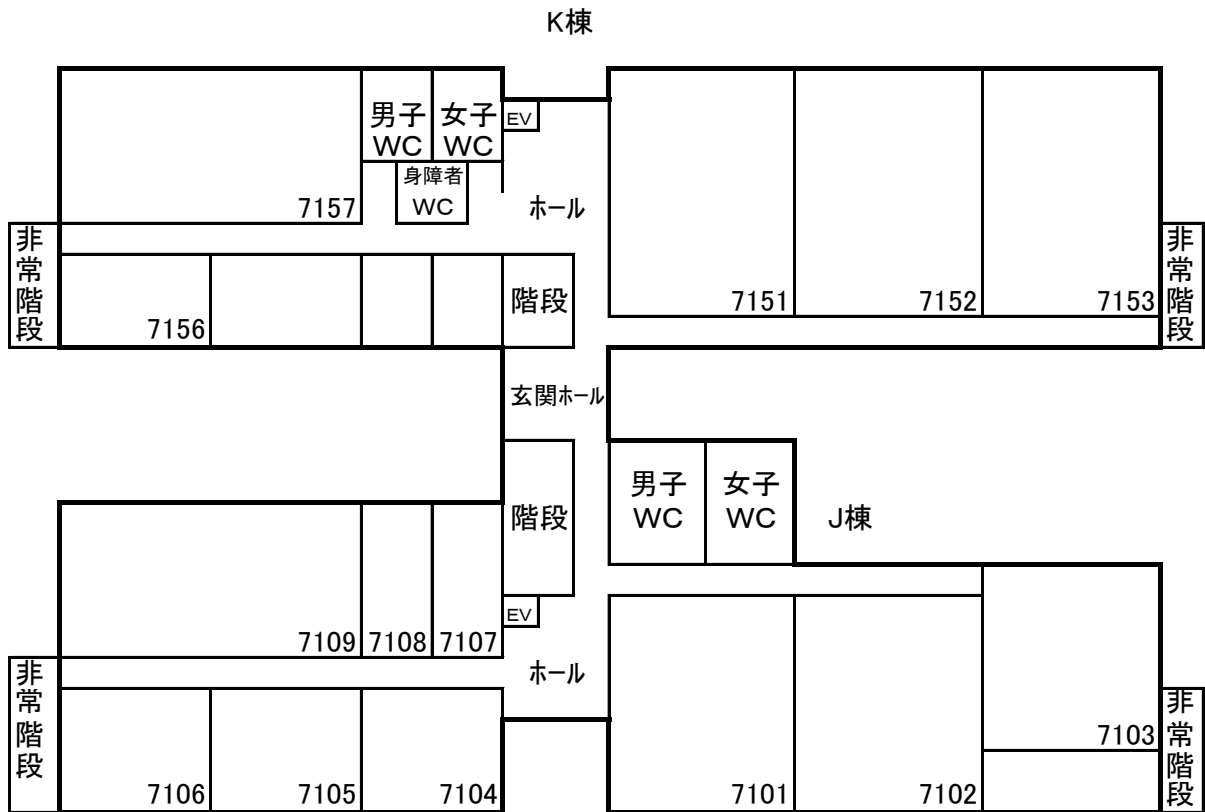 K棟
男子
WC
女子
WC
EV
身障者
WC
7157
ホール
7151
7152
7153
非常階段
非常階段
7156
階段
玄関ホール
男子
WC
女子
WC
階段
J棟
EV
7109
7108
7107
ホール
非常階段
7106
7105
7104
7101
7102
7103
非常階段